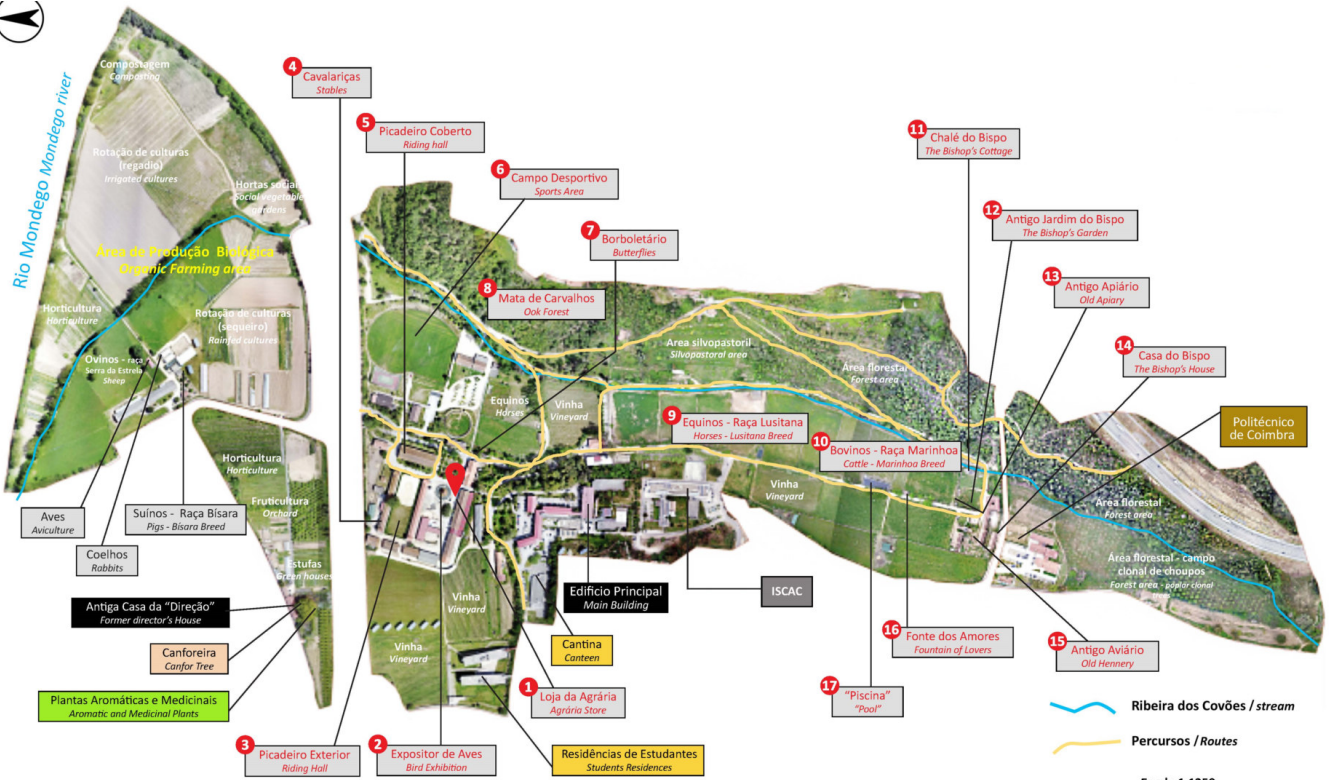 Compostagem
Composting
Rio Mondego Mondego river
Rotação de culturas
(regadio)
Irrigated cultures
Hortas social
Social vegetable
gardens
Área de Produção Biológica
Organic Farming area
Horticultura
Horticulture
Rotação de culturas
(sequeiro)
Rainfed cultures
Ovinos - raça
Serra da Estrela
Sheep
Aves
Aviculture
Coelhos
Rabbits
Suínos - Raça Bísara
Pigs - Bísara Breed
Horticultura
Horticulture
Fruticultura
Orchard
Estufas
Green houses
Antiga Casa da “Direção”
Former director's House
Canforeira
Canfor Tree
Plantas Aromáticas e Medicinais
Aromatic and Medicinal Plants
4
Cavalariças
Stables
5
Picadeiro Coberto
Riding hall
6
Campo Desportivo
Sports Area
7
Borboletário
Butterflies
8
Mata de Carvalhos
Ook Forest
Area silvopastoril
Silvopastoral area
Área florestal
Forest area
Equinos
Horses
Vinha
Vineyard
9
Equinos - Raça Lusitana
Horses - Lusitana Breed
10
Bovinos - Raça Marinhoa
Cattle - Marinhoa Breed
Vinha
Vineyard
11
Chalé do Bispo
The Bishop's Cottage
12
Antigo Jardim do Bispo
The Bishop's Garden
13
Antigo Apiário
Old Apiary
14
Casa do Bispo
The Bishop's House
Politécnico
de Coimbra
Área florestal
Forest area
Área florestal - campo
clonal de choupos
Forest area - poplar clonal
trees
Vinha
Vineyard
Vinha
Vineyard
Edificio Principal
Main Building
ISCAC
Cantina
Canteen
1
Loja da Agrária
Agrária Store
Residências de Estudantes
Students Residences
2
Expositor de Aves
Bird Exhibition
3
Picadeiro Exterior
Riding Hall
16
Fonte dos Amores
Fountain of Lovers
17
“Piscina”
“Pool”
15
Antigo Aviário
Old Hennery
Ribeira dos Covões / stream
Percursos / Routes